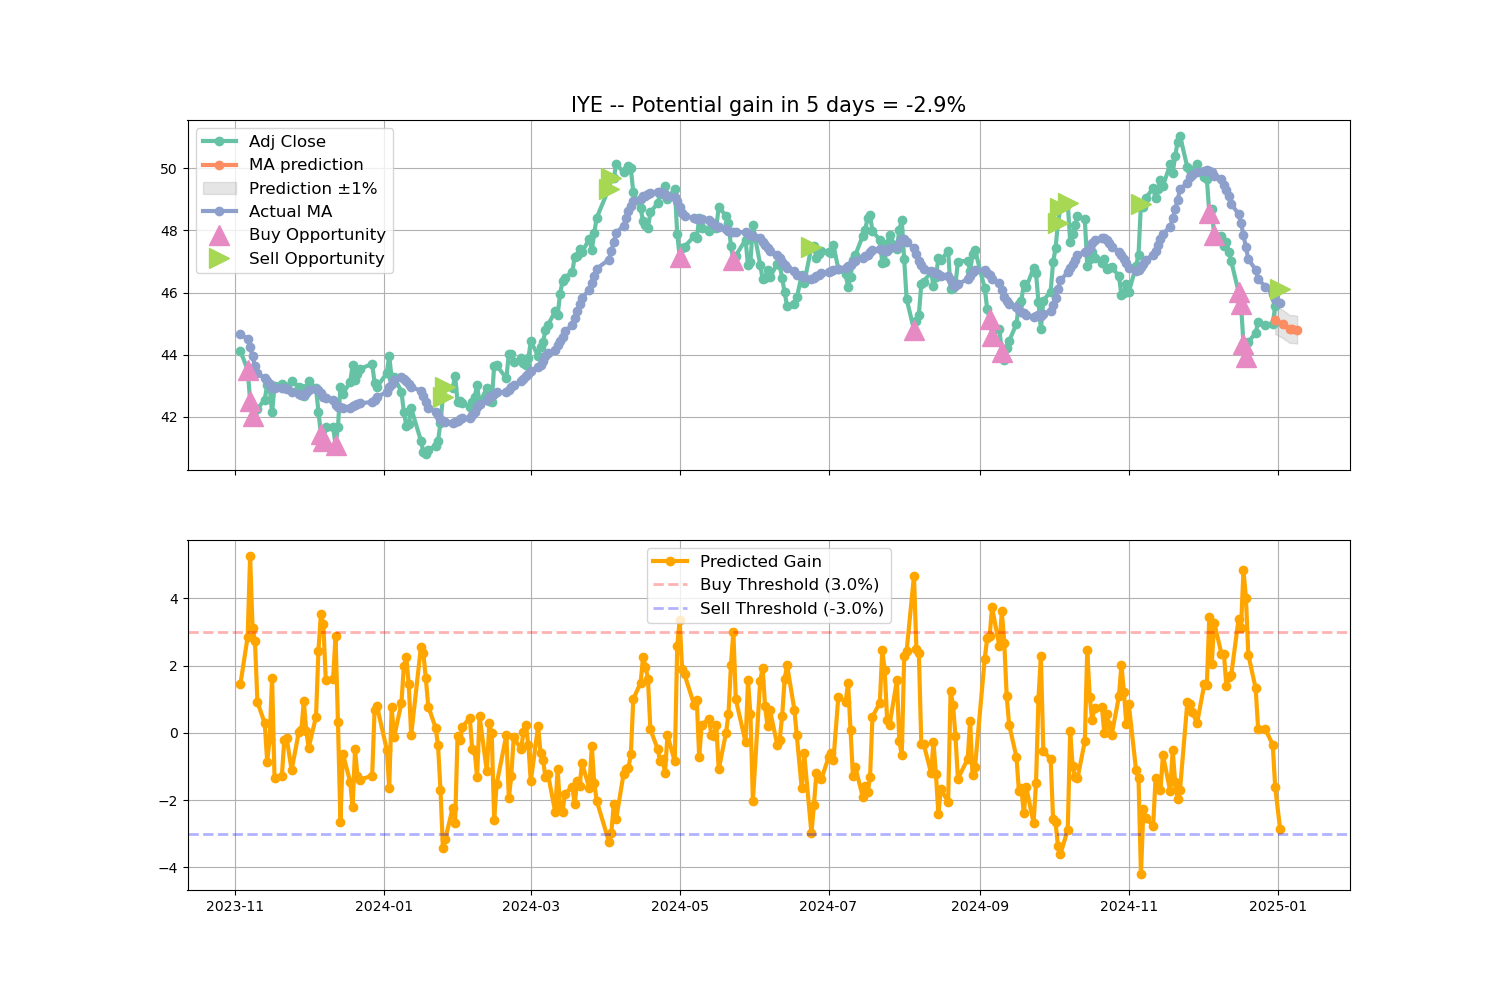 IYE -- Potential gain in 5 days = -2.9%
Adj Close
MA prediction
Prediction ±1%
Actual MA
Buy Opportunity
Sell Opportunity
50
48
46
44
42
Predicted Gain
Buy Threshold (3.0%)
Sell Threshold (-3.0%)
4
2
0
−2
−4
2023-11 2024-01 2024-03 2024-05 2024-07 2024-09 2024-11 2025-01